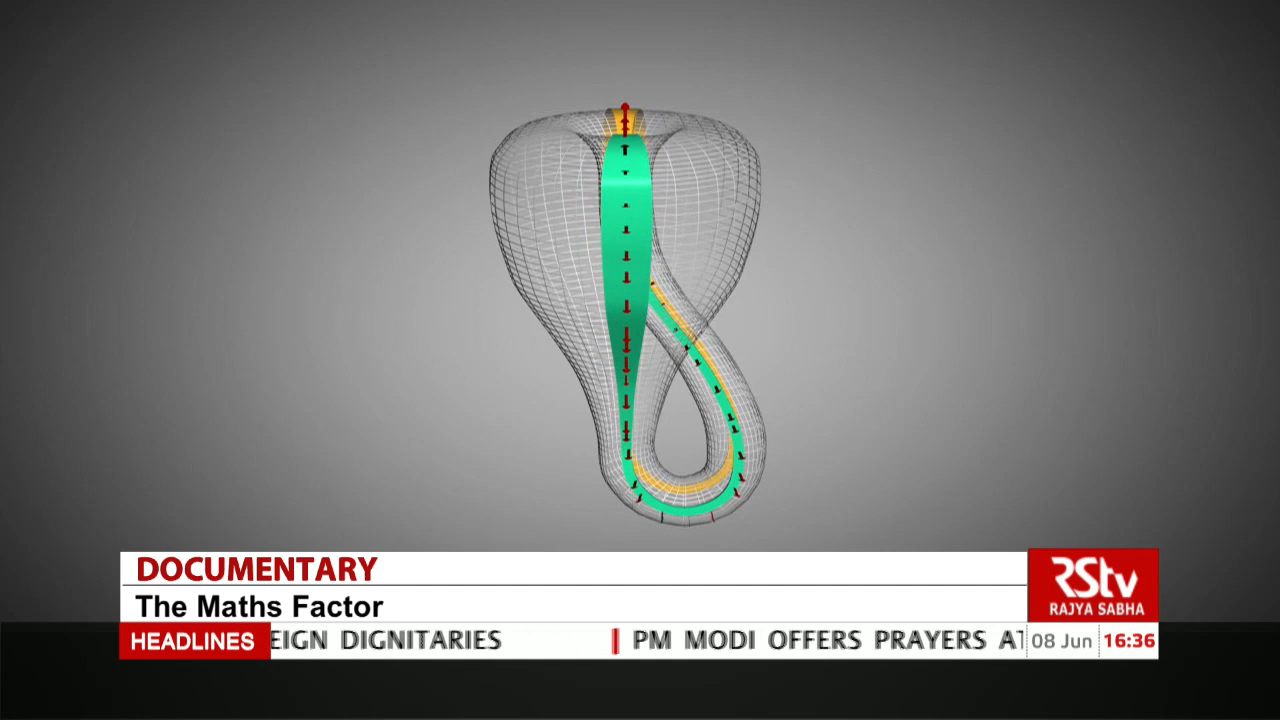 DOCUMENTARY
The Maths Factor
RSTV
RAJYA SABHA
HEADLINES
EIGN DIGNITARIES | PM MODI OFFERS PRAYERS AT
08 Jun 16:36